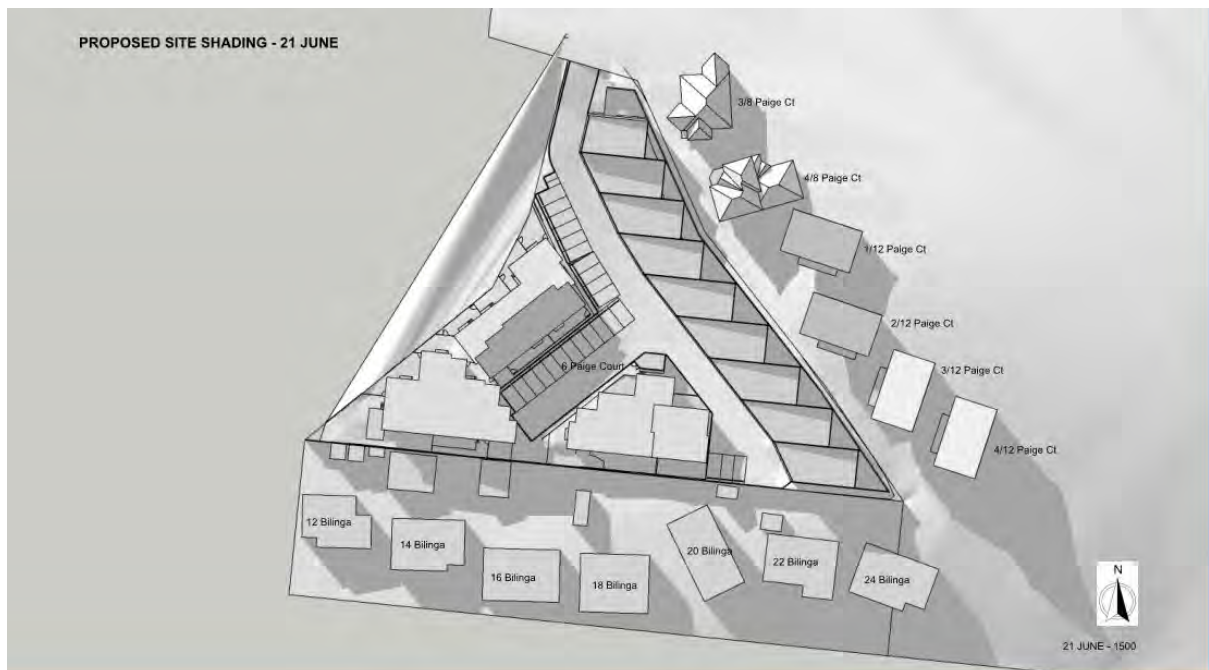 PROPOSED SITE SHADING - 21 JUNE
3/8 Paige Ct
4/8 Paige Ct
1/12 Paige Ct
2/12 Paige Ct
6 Paige Court
3/12 Paige Ct
4/12 Paige Ct
12 Bilinga
14 Bilinga
16 Bilinga
18 Bilinga
20 Bilinga
22 Bilinga
24 Bilinga
N
21 JUNE - 1500